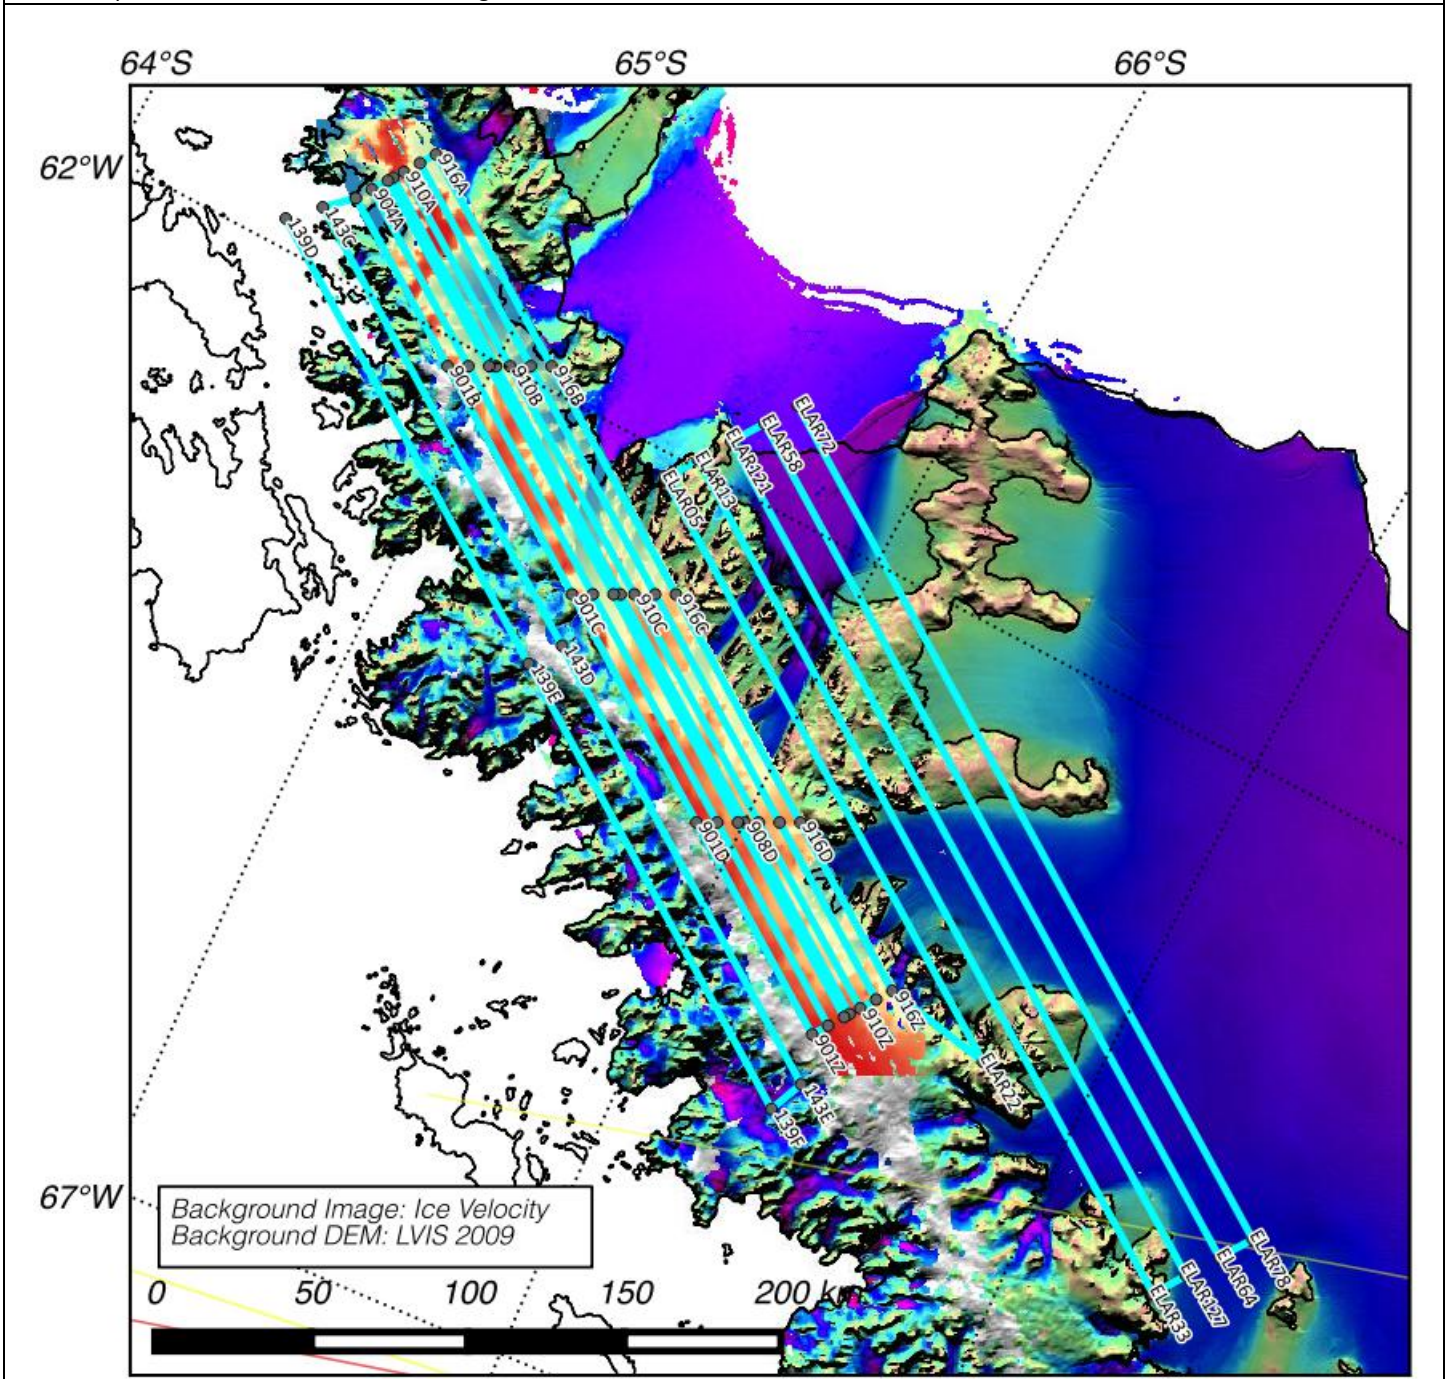 64°S 65°S 66°S
62°W
916A
910A
904A
143C
139D
901B
910B
916B
ELAR72
ELAR58
ELAR121
ELAR13
ELAR05
901C
910C
916C
143D
139E
901D
908D
916D
916Z
910Z
901Z
ELAR22
143E
139F
67°W
Background Image: Ice Velocity
Background DEM: LVIS 2009
ELAR78
ELAR64
ELAR127
ELAR33
0 50 100 150 200 km